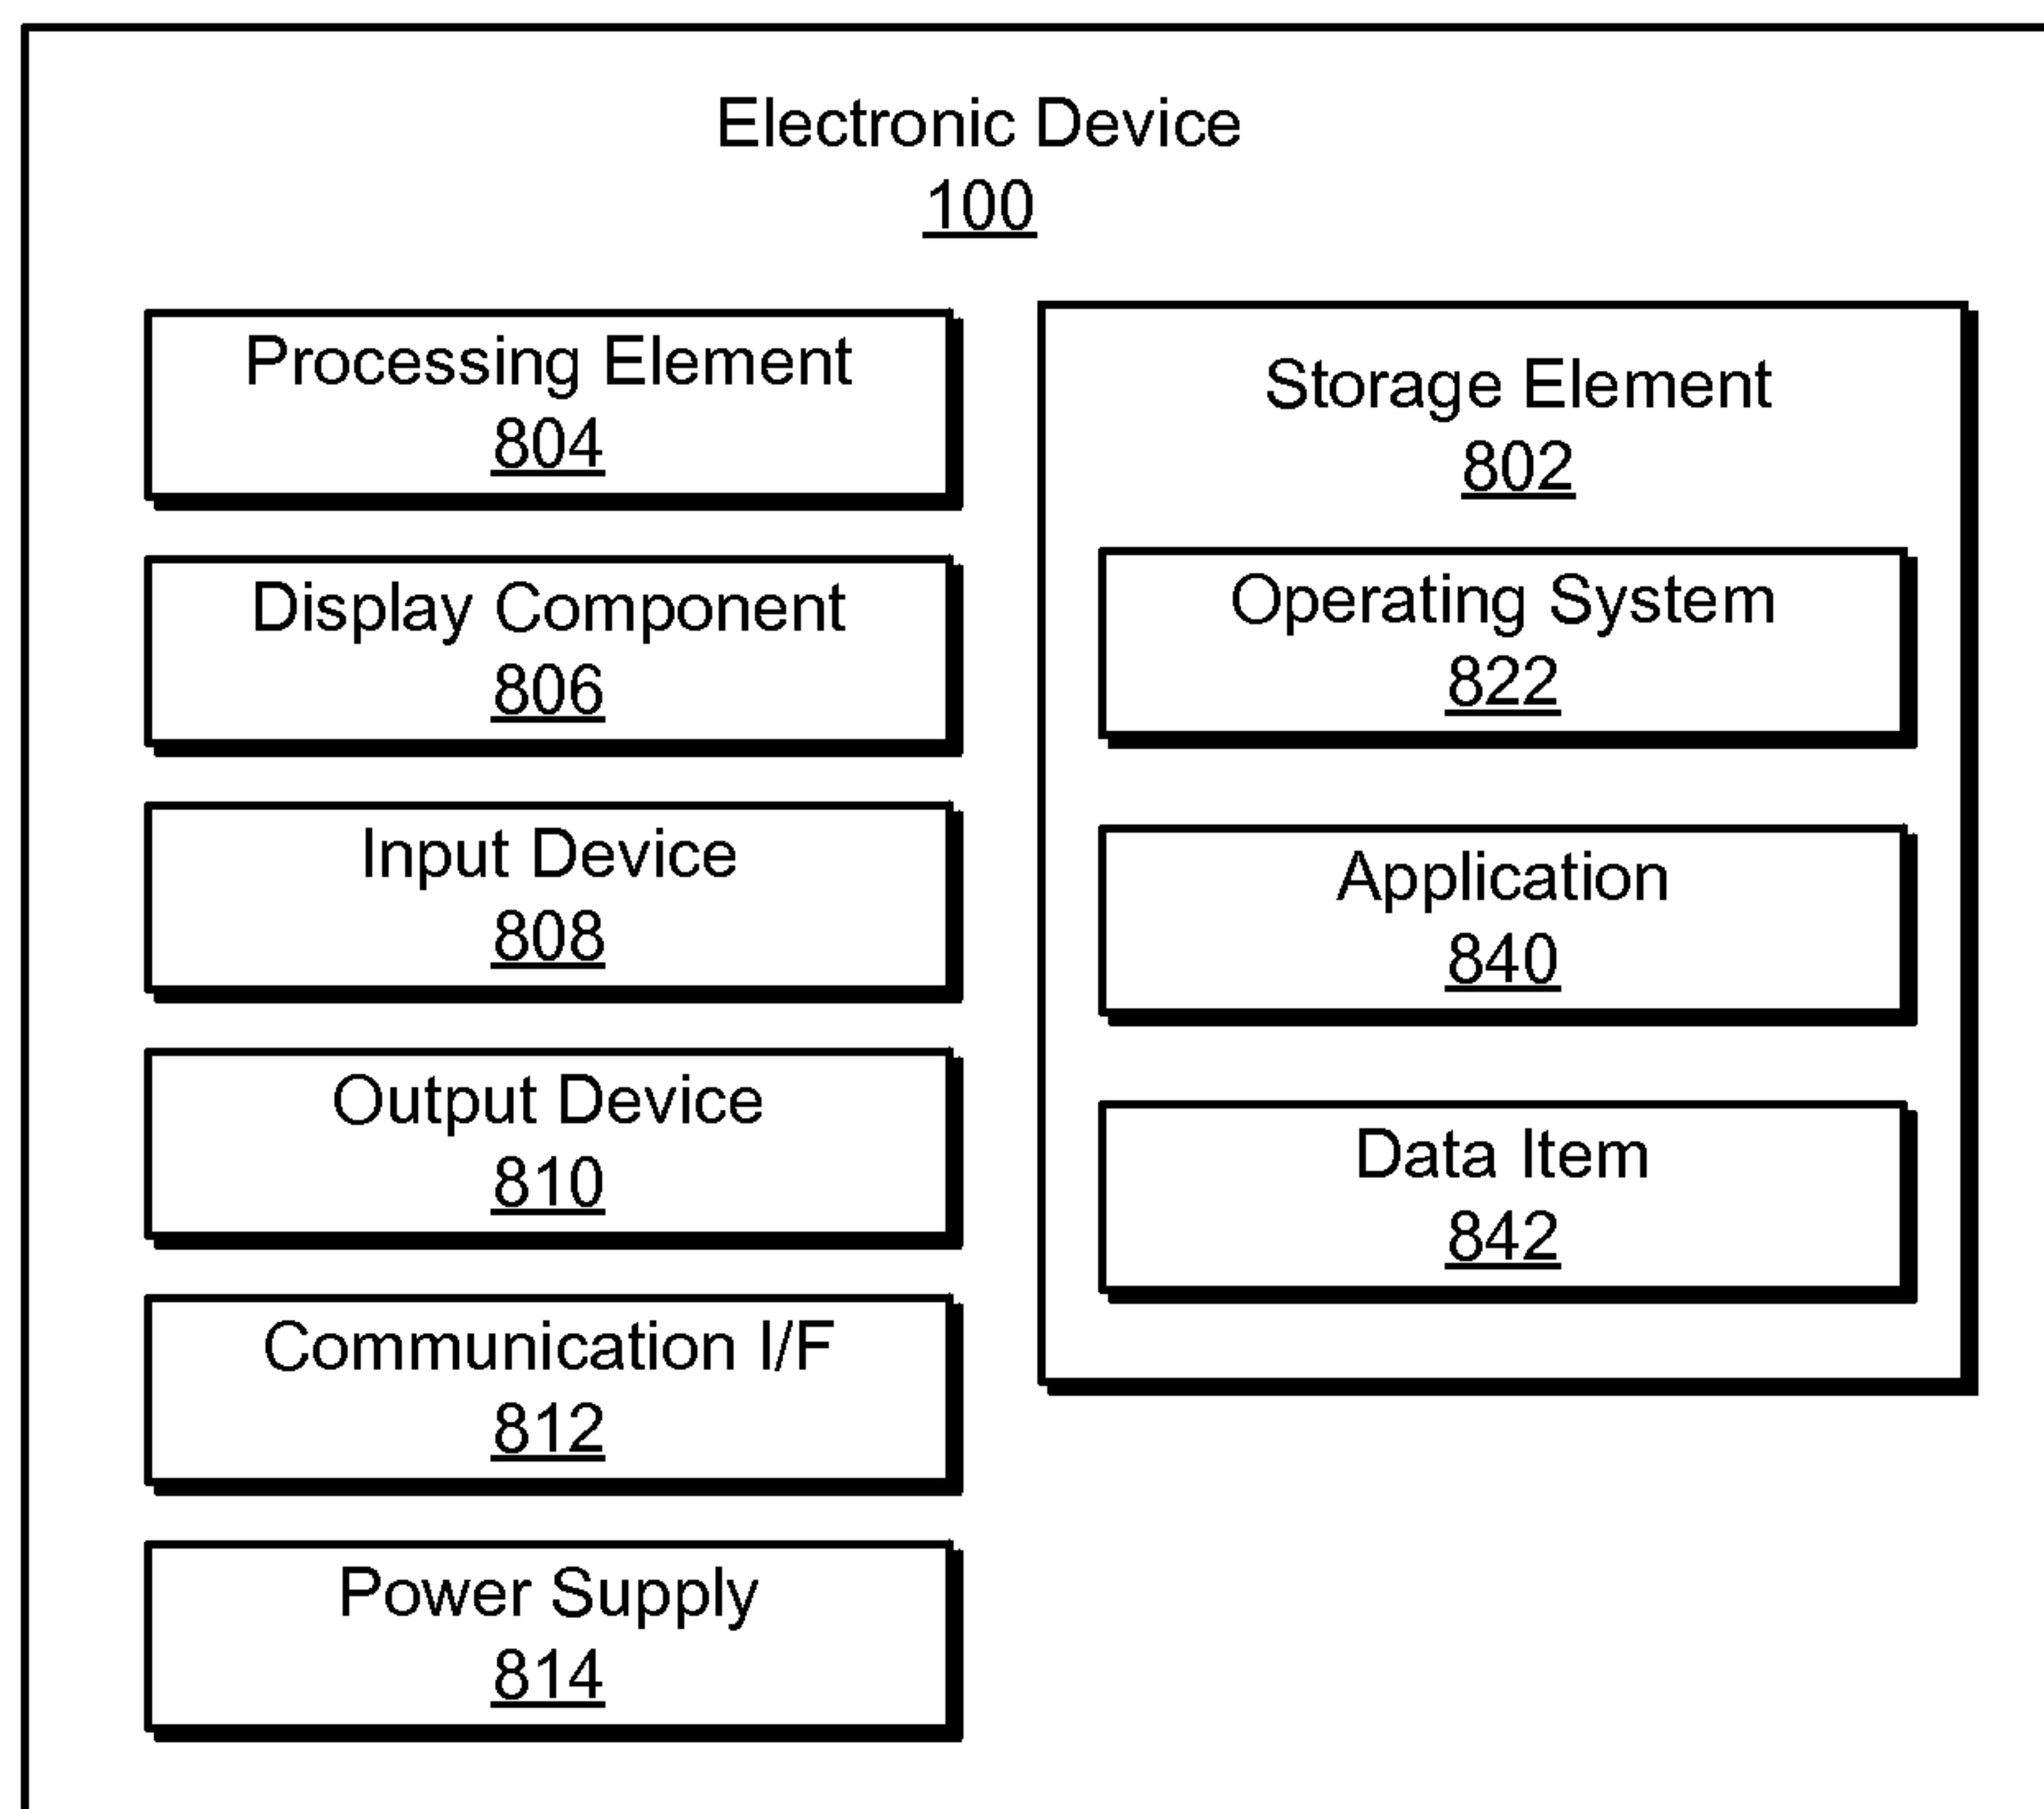 Electronic Device
100
Processing Element
804
Display Component
806
Input Device
808
Output Device
810
Communication I/F
812
Power Supply
814
Storage Element
802
Operating System
822
Application
840
Data Item
842